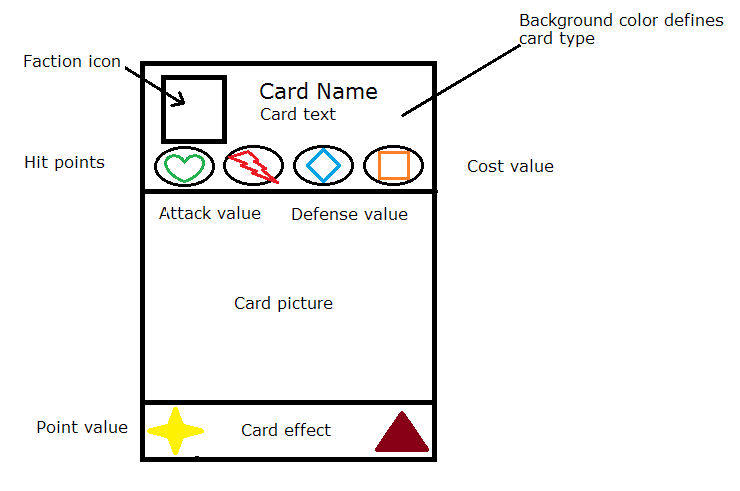 Background color defines
card type
Faction icon
Card Name
Card text
Hit points
Cost value
Attack value
Defense value
Card picture
Point value
Card effect